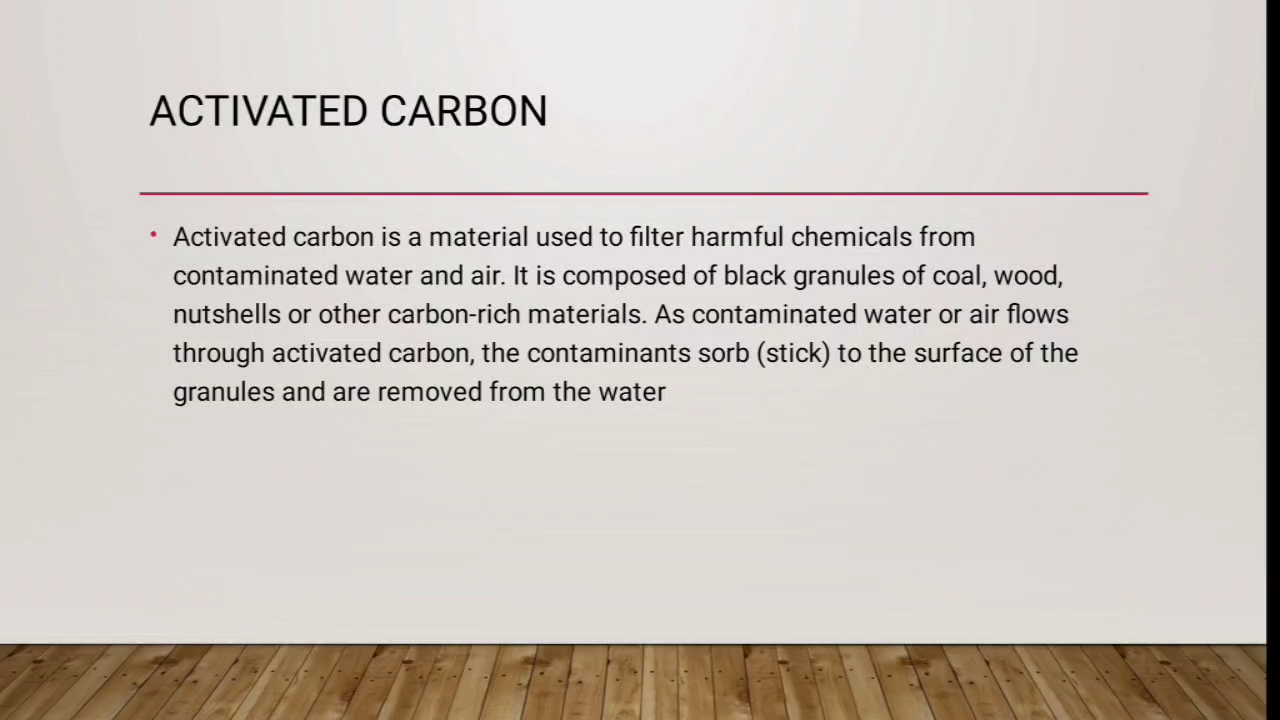 ACTIVATED CARBON
• Activated carbon is a material used to filter harmful chemicals from
contaminated water and air. It is composed of black granules of coal, wood,
nutshells or other carbon-rich materials. As contaminated water or air flows
through activated carbon, the contaminants sorb (stick) to the surface of the
granules and are removed from the water